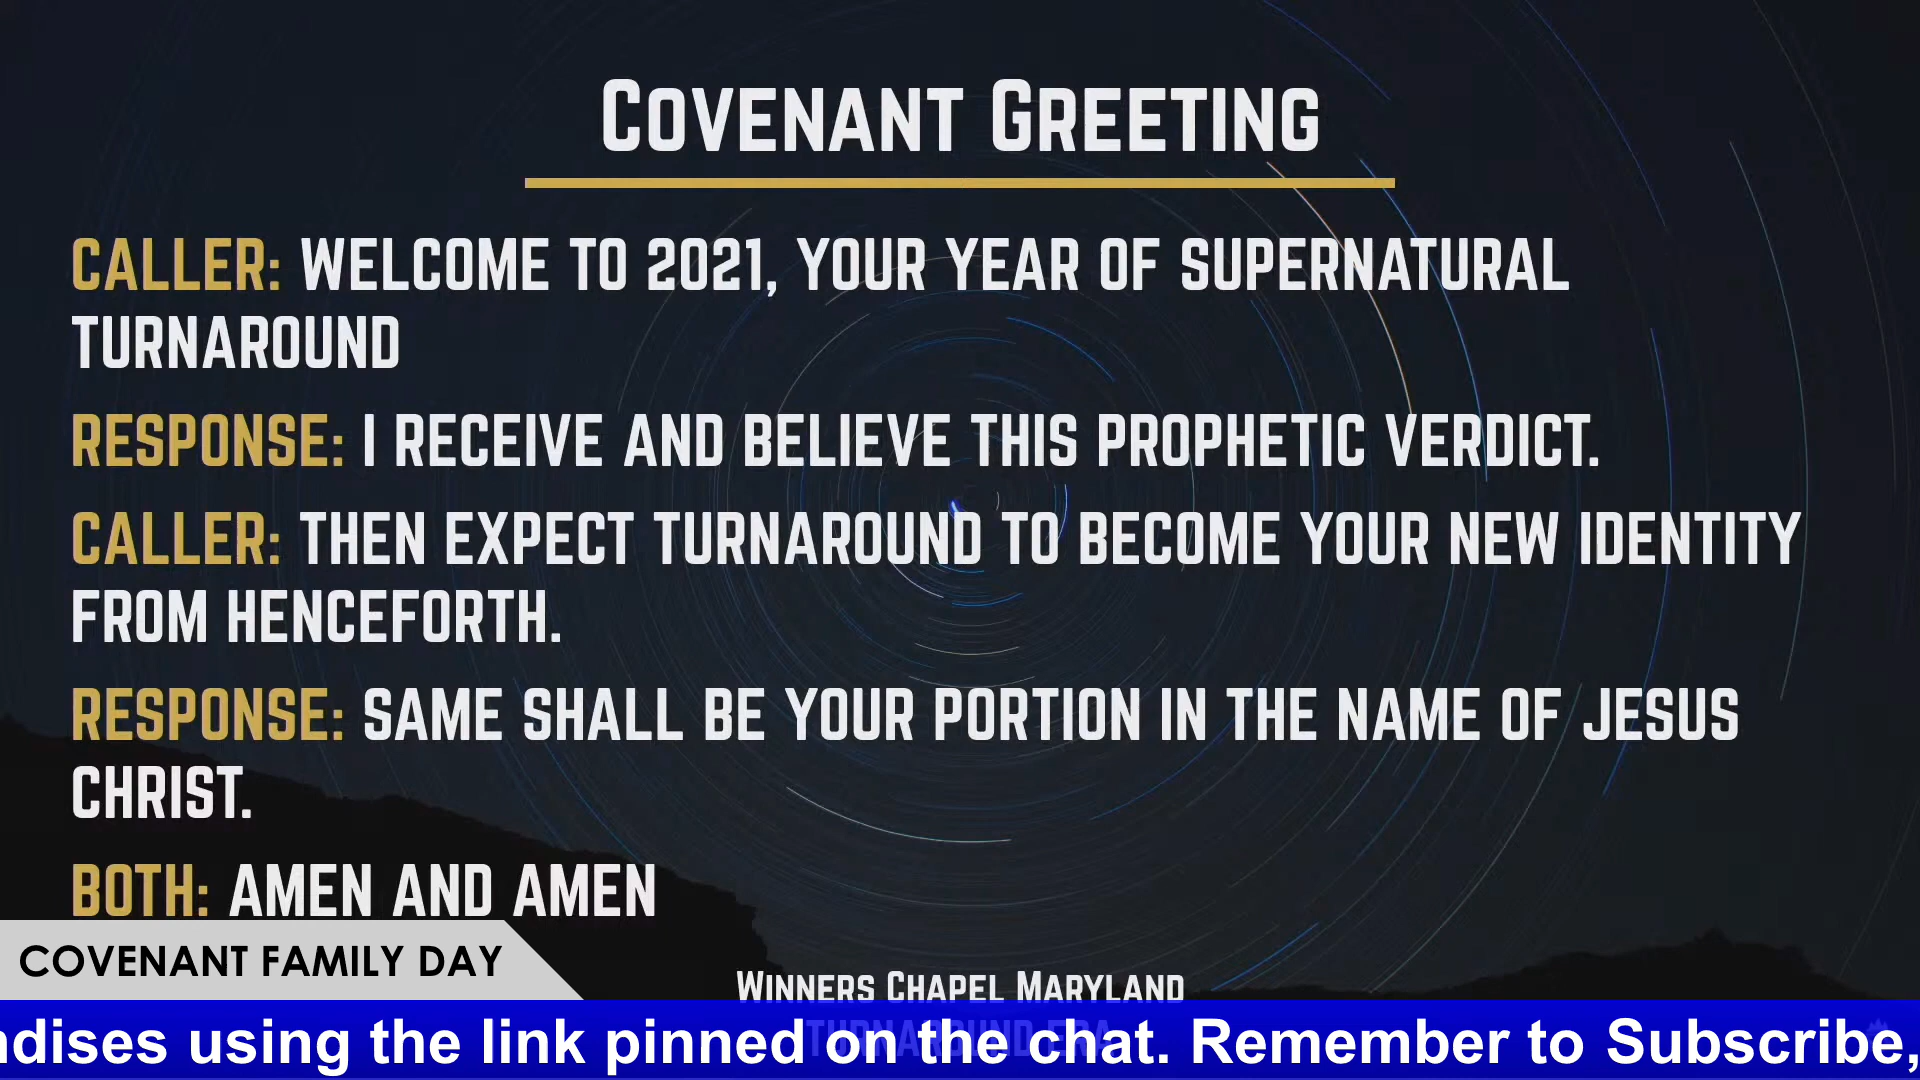 COVENANT GREETING
CALLER: WELCOME TO 2021, YOUR YEAR OF SUPERNATURAL
TURNAROUND
RESPONSE: I RECEIVE AND BELIEVE THIS PROPHETIC VERDICT.
CALLER: THEN EXPECT TURNAROUND TO BECOME YOUR NEW IDENTITY
FROM HENCEFORTH.
RESPONSE: SAME SHALL BE YOUR PORTION IN THE NAME OF JESUS
CHRIST.
BOTH: AMEN AND AMEN
COVENANT FAMILY DAY
WINNERS CHAPEL MARYLAND
TURNAROUND ERA
ndises using the link pinned on the chat. Remember to Subscribe,